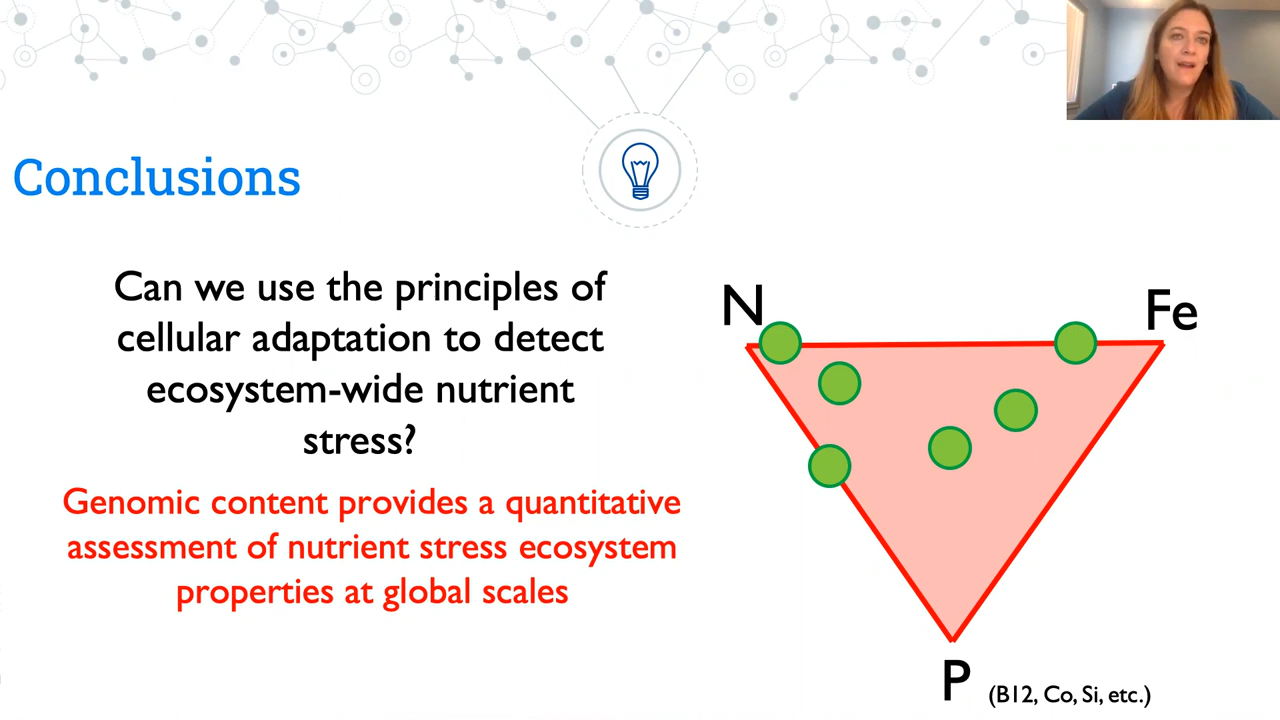 Conclusions
Can we use the principles of
cellular adaptation to detect
ecosystem-wide nutrient
stress?
Genomic content provides a quantitative
assessment of nutrient stress ecosystem
properties at global scales
N
Fe
P (B12, Co, Si, etc.)